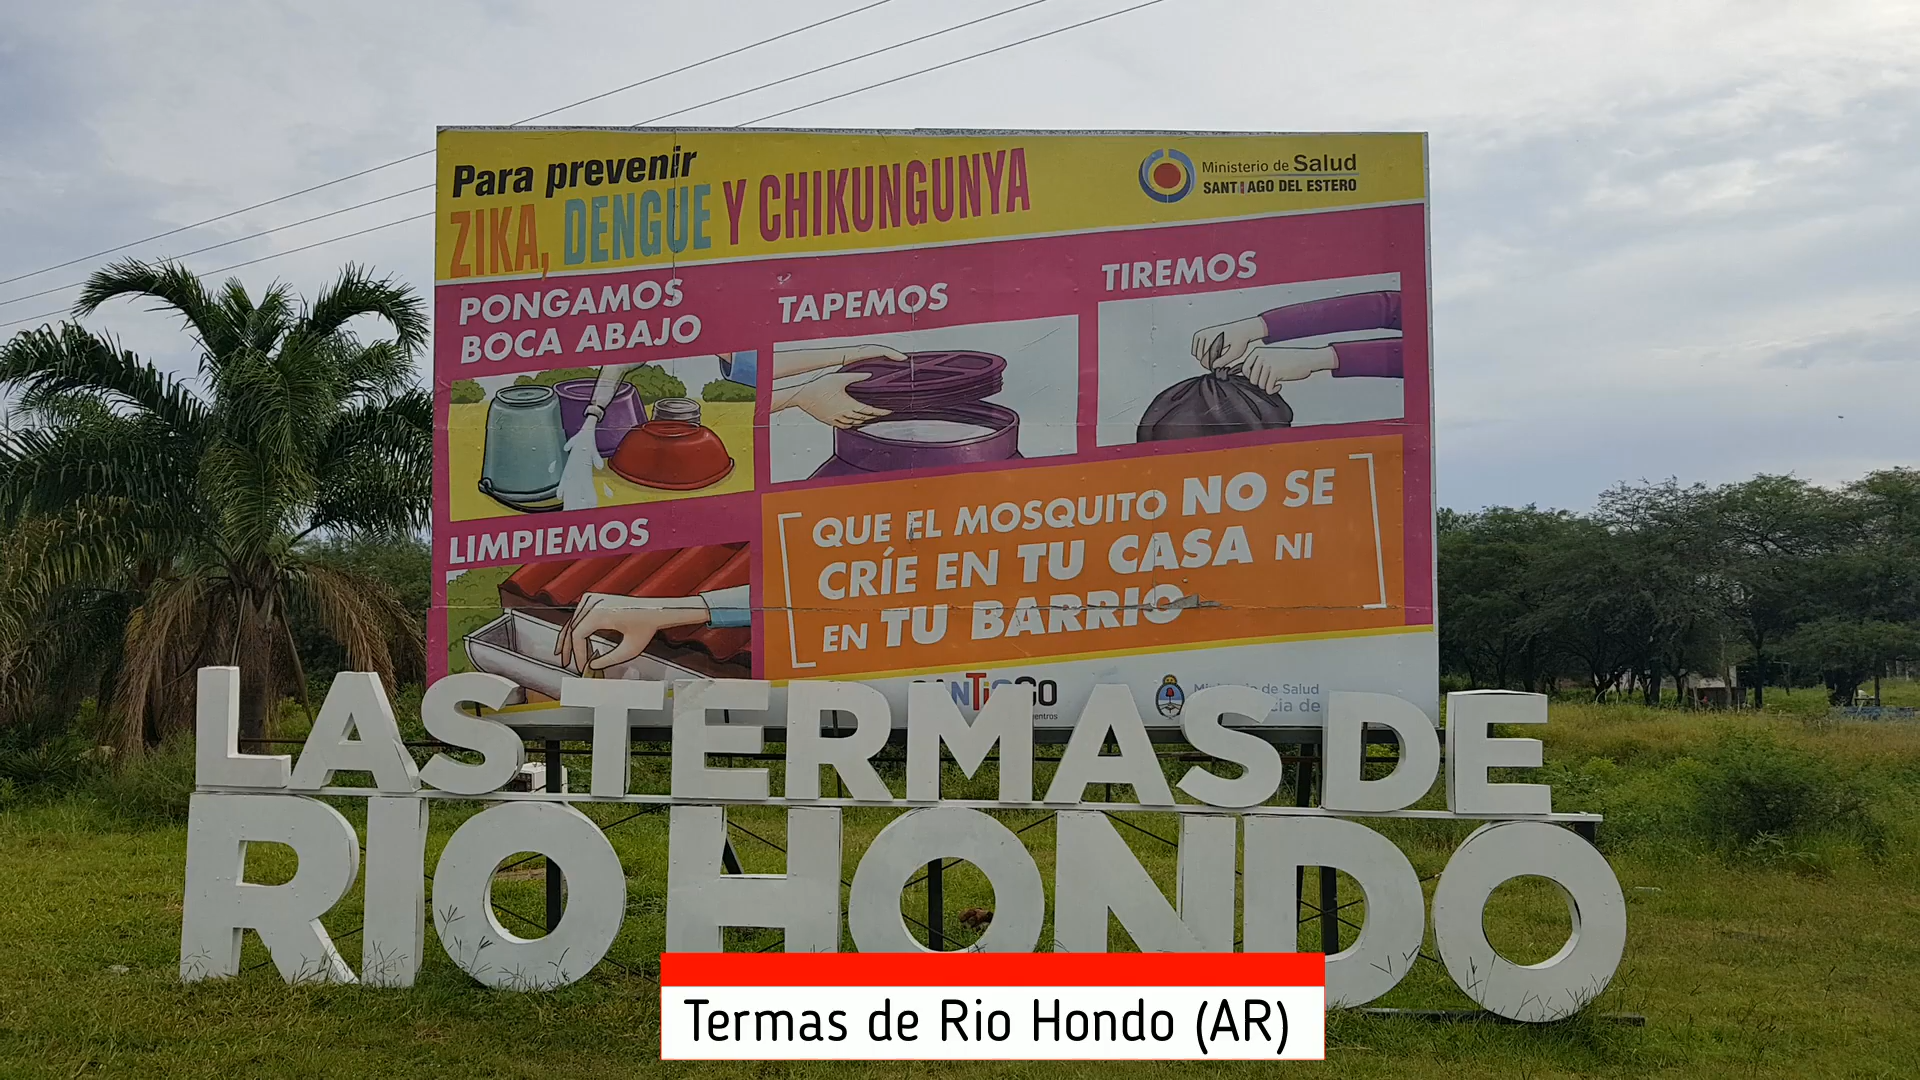 Para prevenir
ZIKA, DENGUE Y CHIKUNGUNYA
Ministerio de Salud
SANTIAGO DEL ESTERO
PONGAMOS
BOCA ABAJO
TAPEMOS
TIREMOS
LIMPIEMOS
QUE EL MOSQUITO NO SE
CRÍE EN TU CASA NI
EN TU BARRIO
de Salud
LAS TERMAS DE
RIO HONDO
Termas de Rio Hondo (AR)